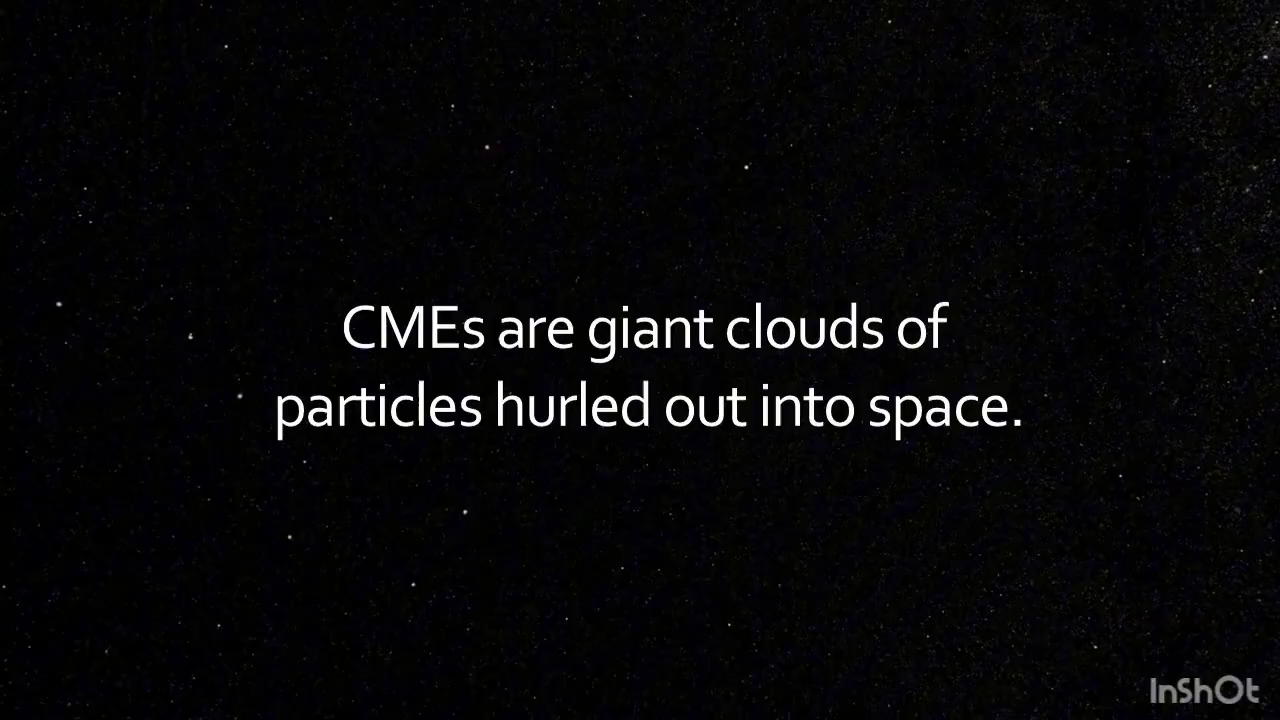 CMEs are giant clouds of
particles hurled out into space.
InShOt